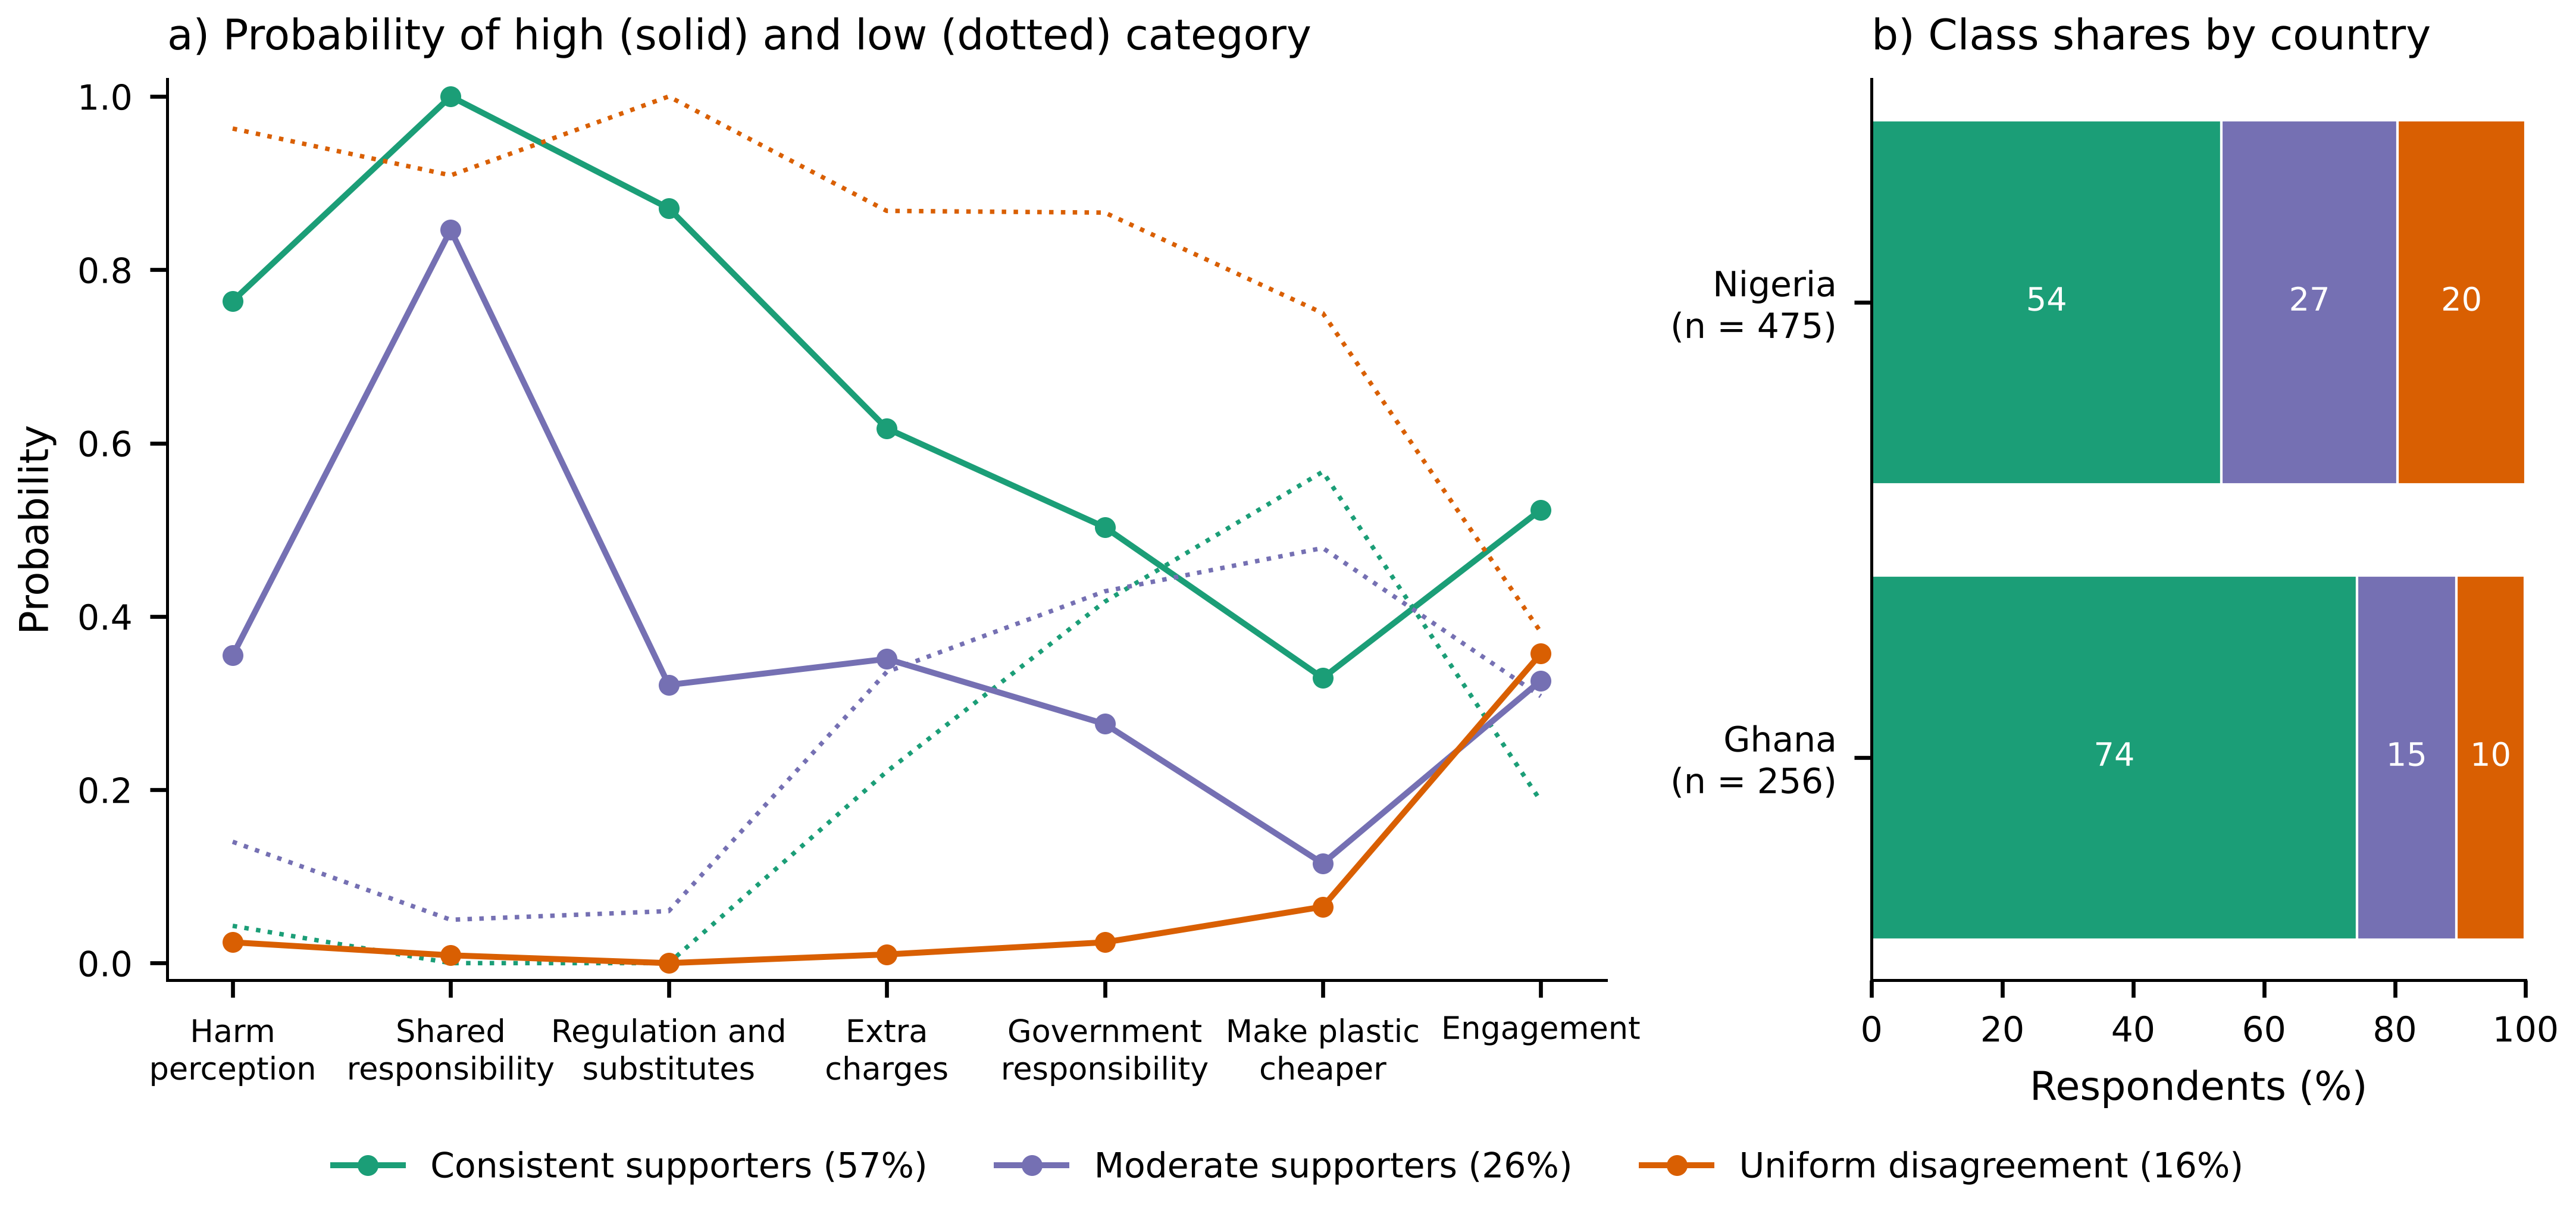 a) Probability of high (solid) and low (dotted) category
Probability
1.0
0.8
0.6
0.4
0.2
0.0
Harm
perception
Shared
responsibility
Regulation and
substitutes
Extra
charges
Government
responsibility
Make plastic
cheaper
Engagement
b) Class shares by country
Nigeria
(n = 475)
54
27
20
Ghana
(n = 256)
74
15
10
0
20
40
60
80
100
Respondents (%)
Consistent supporters (57%)
Moderate supporters (26%)
Uniform disagreement (16%)